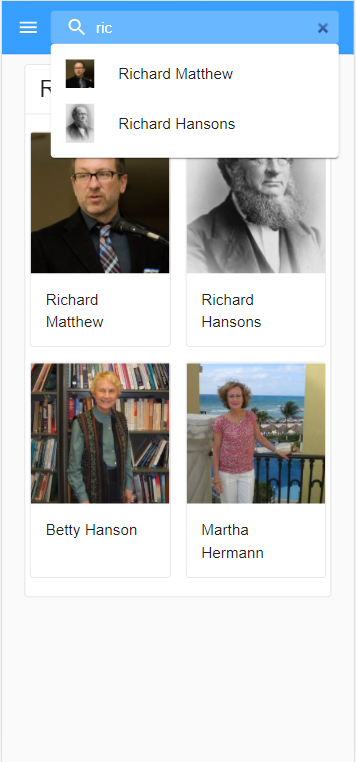 ric
Richard Matthew
Richard Hansons
R
Richard
Matthew
Richard
Hansons
Betty Hanson
Martha
Hermann